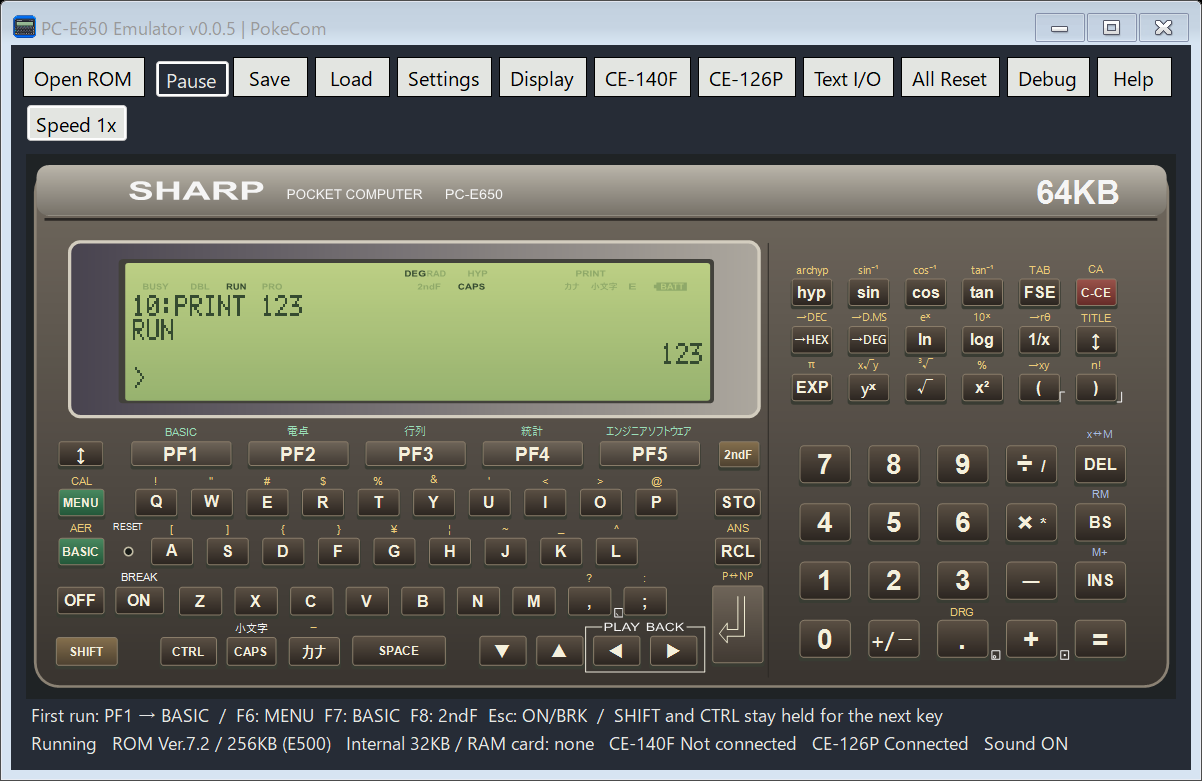 PC-E650 Emulator v0.0.5 | PokeCom
Open ROM Pause Save Load Settings Display CE-140F CE-126P Text I/O All Reset Debug Help
Speed 1x
SHARP POCKET COMPUTER PC-E650 64KB
DEG RAD HYP PRINT
BUSY DBL RUN PRO 2ndF CAPS カナ 小文字 E BATT
10:PRINT 123
RUN
123
>
archyp sin⁻¹ cos⁻¹ tan⁻¹ TAB CA
hyp sin cos tan FSE C-CE
→DEC →D.MS eˣ 10ˣ →rθ TITLE
→HEX →DEG ln log 1/x ↕
π x√y ³√ % →xy n!
EXP yˣ √ x² ( )
BASIC 電卓 行列 統計 エンジニアソフトウエア
↕ PF1 PF2 PF3 PF4 PF5 2ndF
CAL ! " # $ % & ' < > @
MENU Q W E R T Y U I O P STO
AER RESET [ ] { } ¥ ¦ ~ _ ^ ANS
BASIC A S D F G H J K L RCL
BREAK ? : P↔NP
OFF ON Z X C V B N M , ;
小文字 – PLAY BACK
SHIFT CTRL CAPS カナ SPACE ▼ ▲ ◀ ▶
x↔M
7 8 9 ÷ / DEL
RM
4 5 6 × * BS
M+
1 2 3 — INS
DRG
0 +/− . + =
First run: PF1 → BASIC / F6: MENU F7: BASIC F8: 2ndF Esc: ON/BRK / SHIFT and CTRL stay held for the next key
Running ROM Ver.7.2 / 256KB (E500) Internal 32KB / RAM card: none CE-140F Not connected CE-126P Connected Sound ON